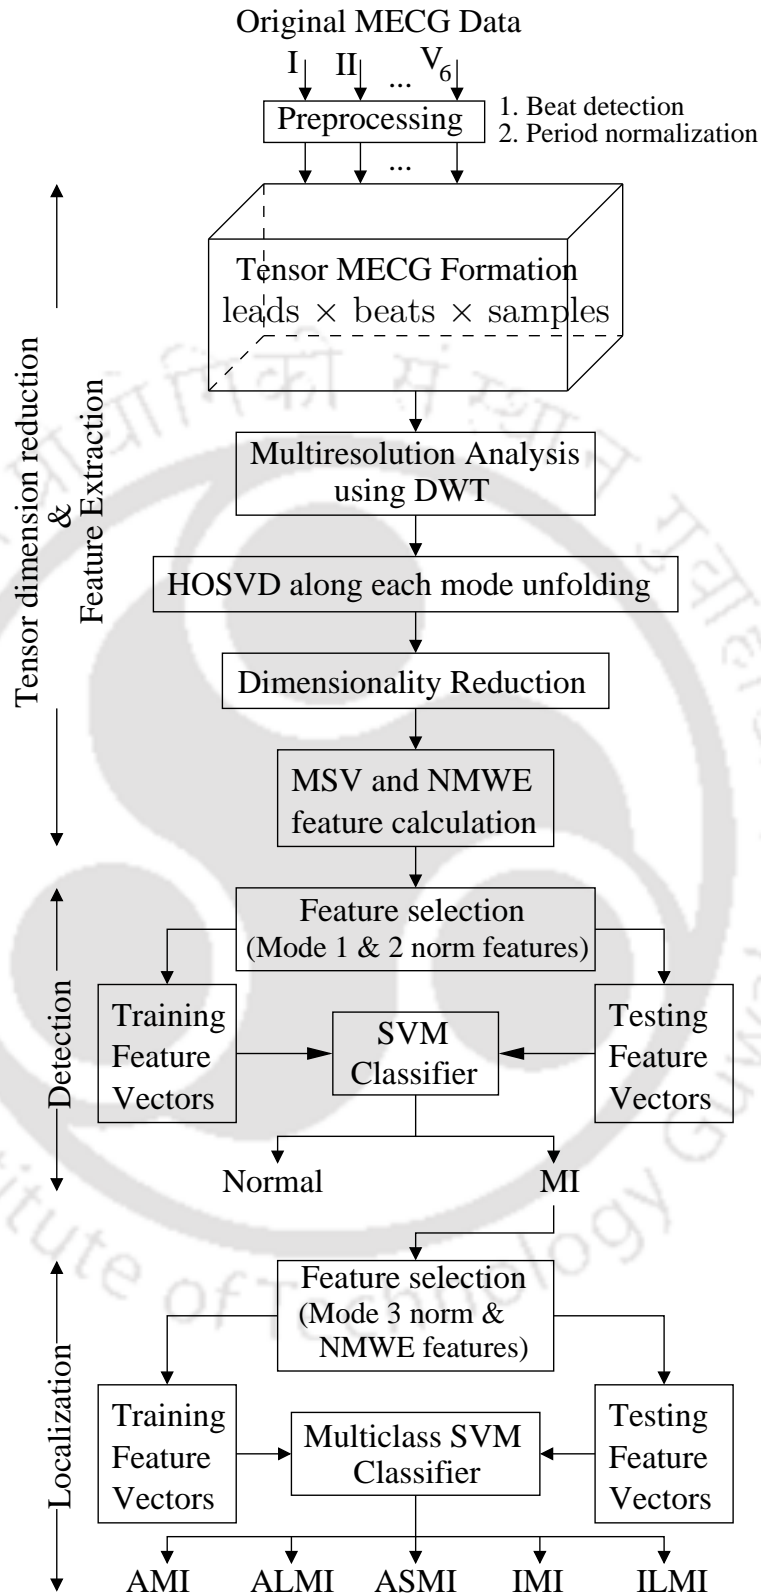 Original MECG Data
I II ... V6
Preprocessing
1. Beat detection
2. Period normalization
...
Tensor MECG Formation
leads × beats × samples
Tensor dimension reduction
&
Feature Extraction
Multiresolution Analysis
using DWT
HOSVD along each mode unfolding
Dimensionality Reduction
MSV and NMWE
feature calculation
Detection
Feature selection
(Mode 1 & 2 norm features)
Training
Feature
Vectors
SVM
Classifier
Testing
Feature
Vectors
Normal MI
Localization
Feature selection
(Mode 3 norm &
NMWE features)
Training
Feature
Vectors
Multiclass SVM
Classifier
Testing
Feature
Vectors
AMI ALMI ASMI IMI ILMI
of Technology